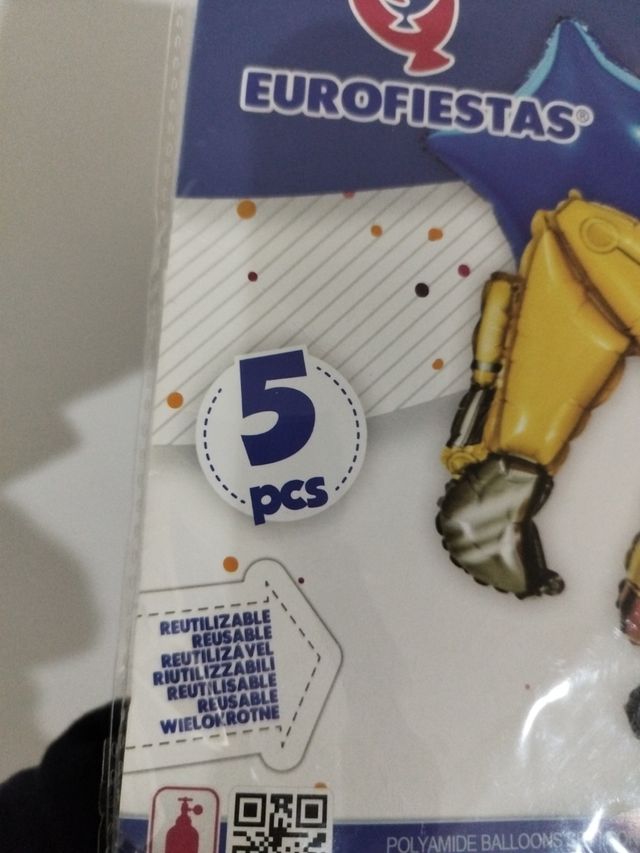 EUROFIESTAS®
5
pcs
REUTILIZABLE
REUSABLE
REUTILIZÁVEL
RIUTILIZZABILI
REUTILISABLE
REUSABLE
WIELOKROTNE
POLYAMIDE BALLOONS